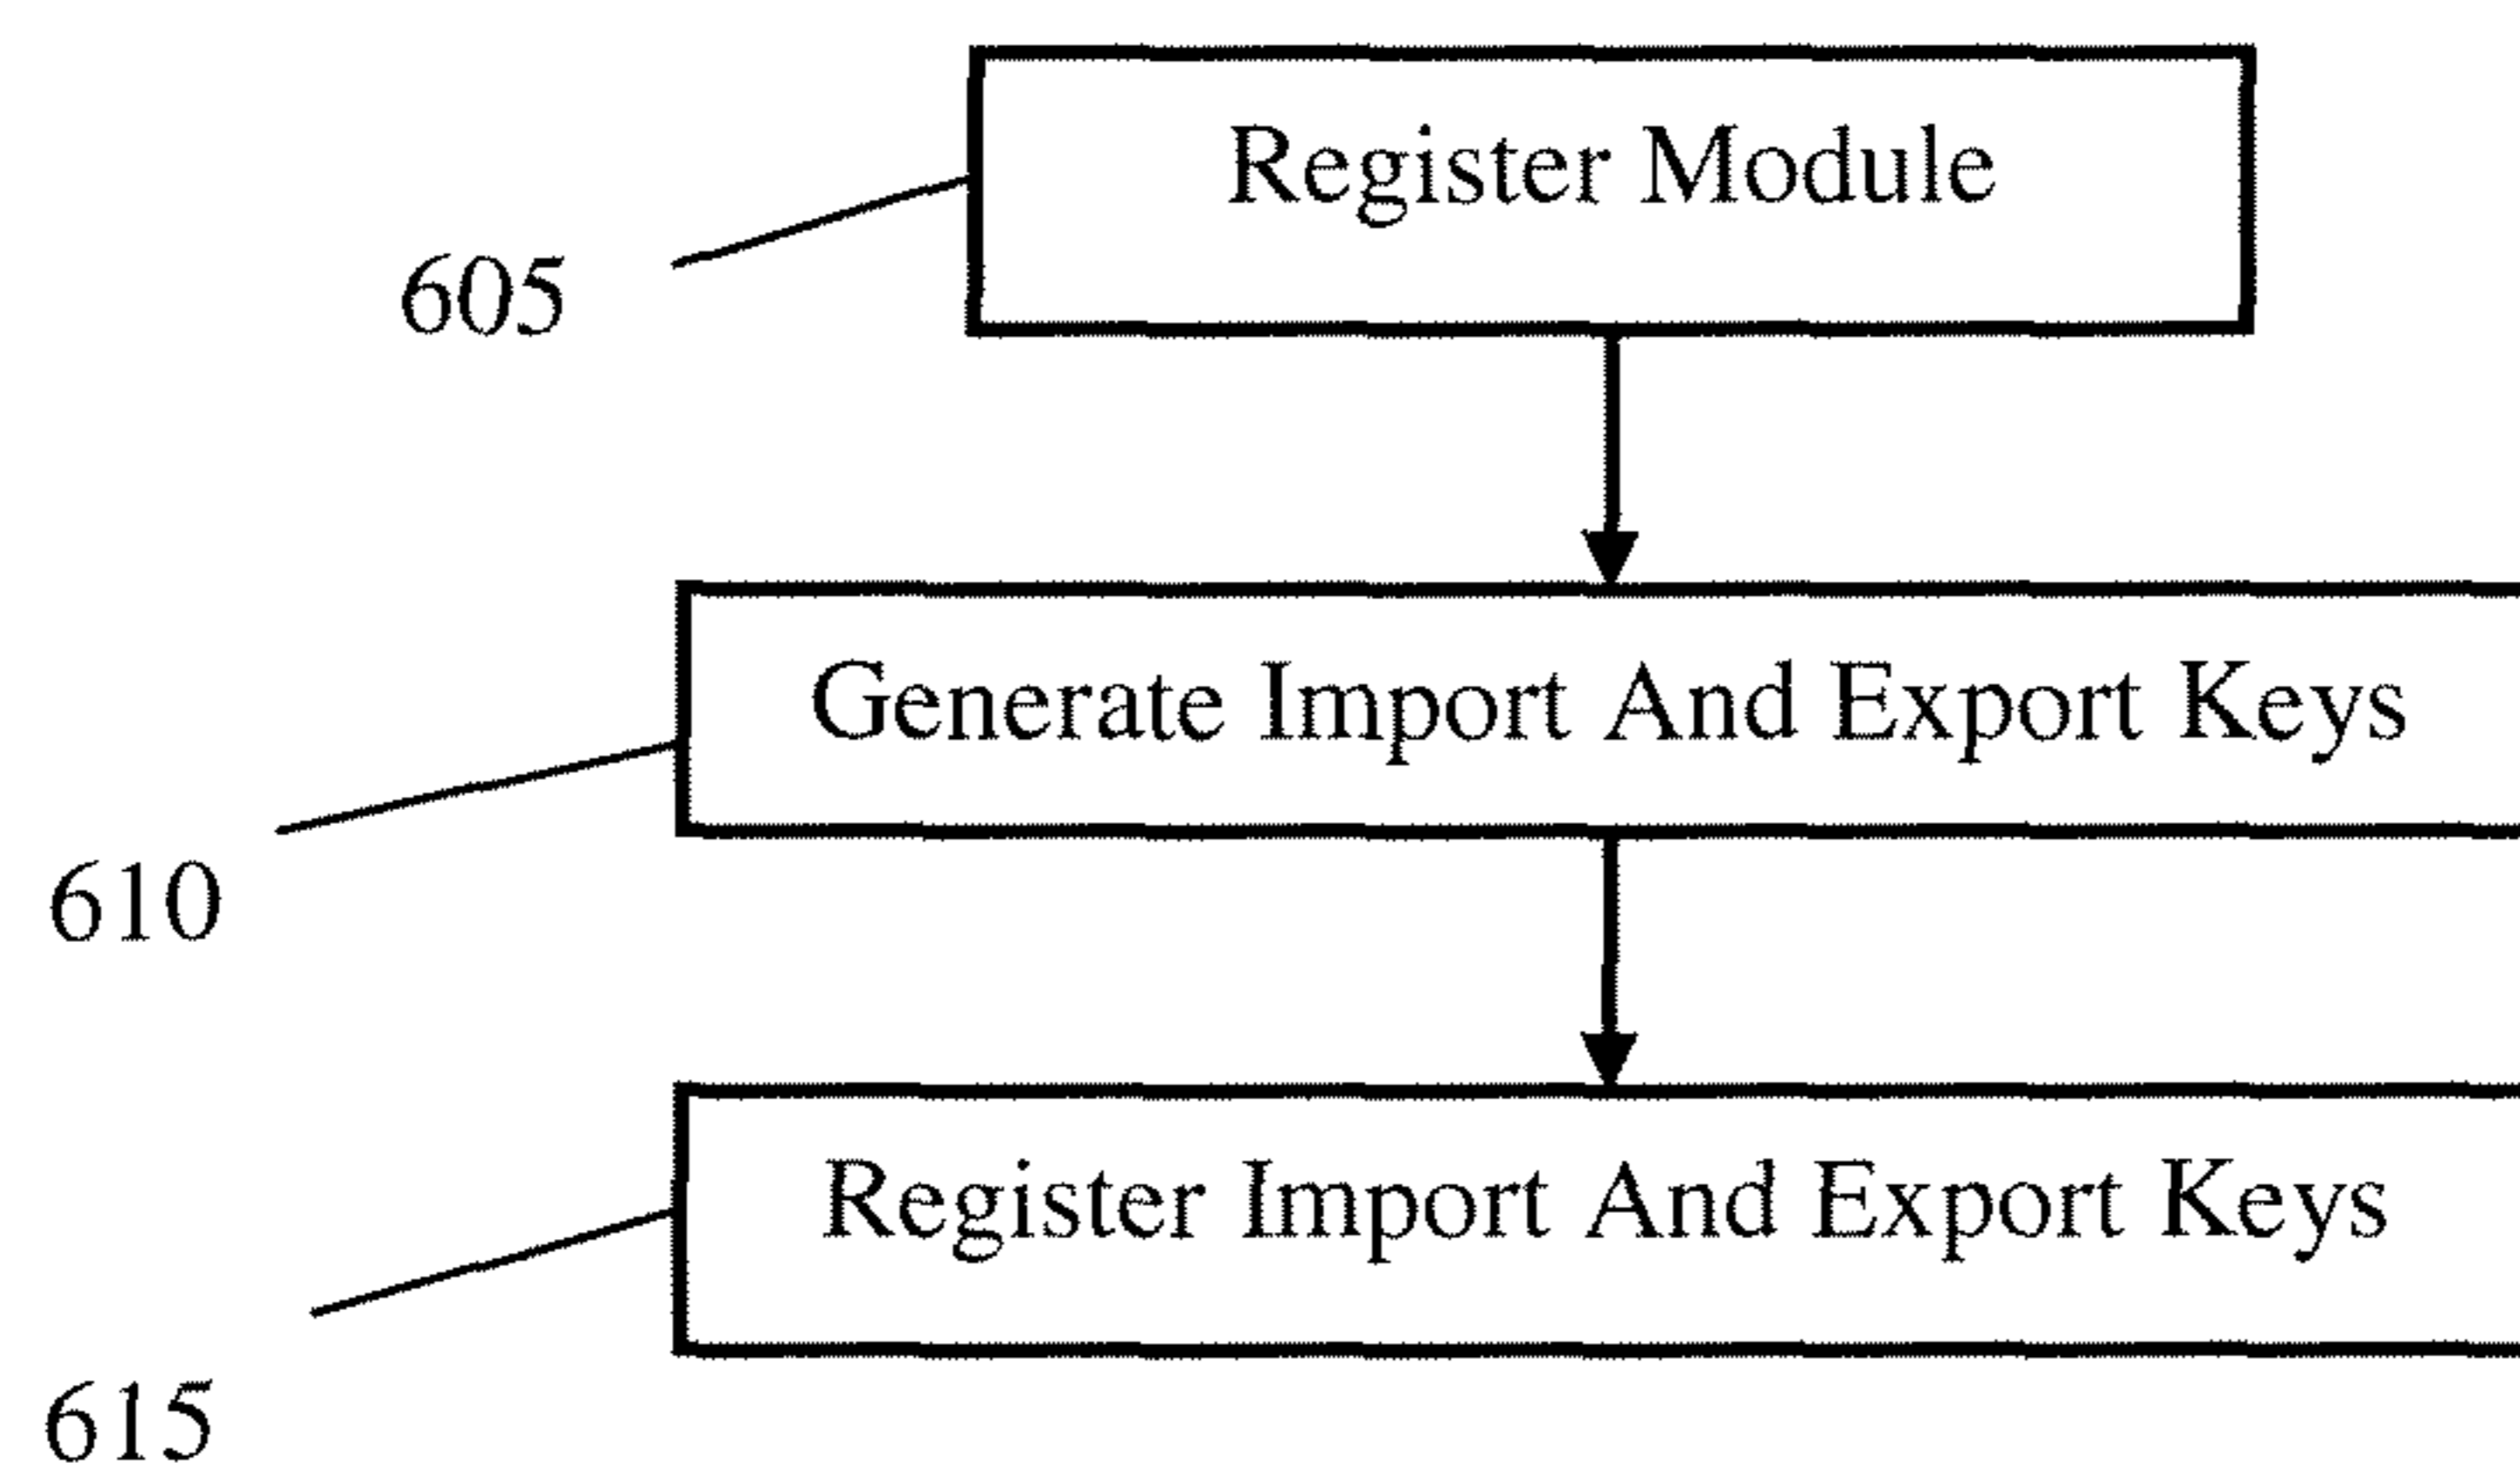 Register Module
605
Generate Import And Export Keys
610
Register Import And Export Keys
615